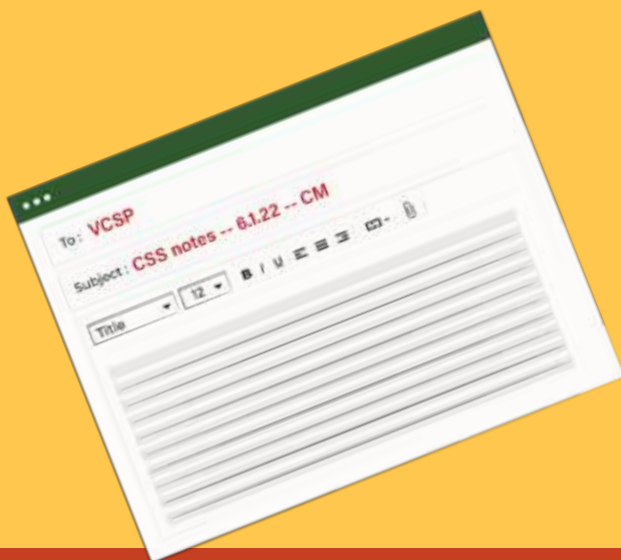 To: VCSP
Subject: CSS notes -- 6.1.22 -- CM
Title 12 B I U